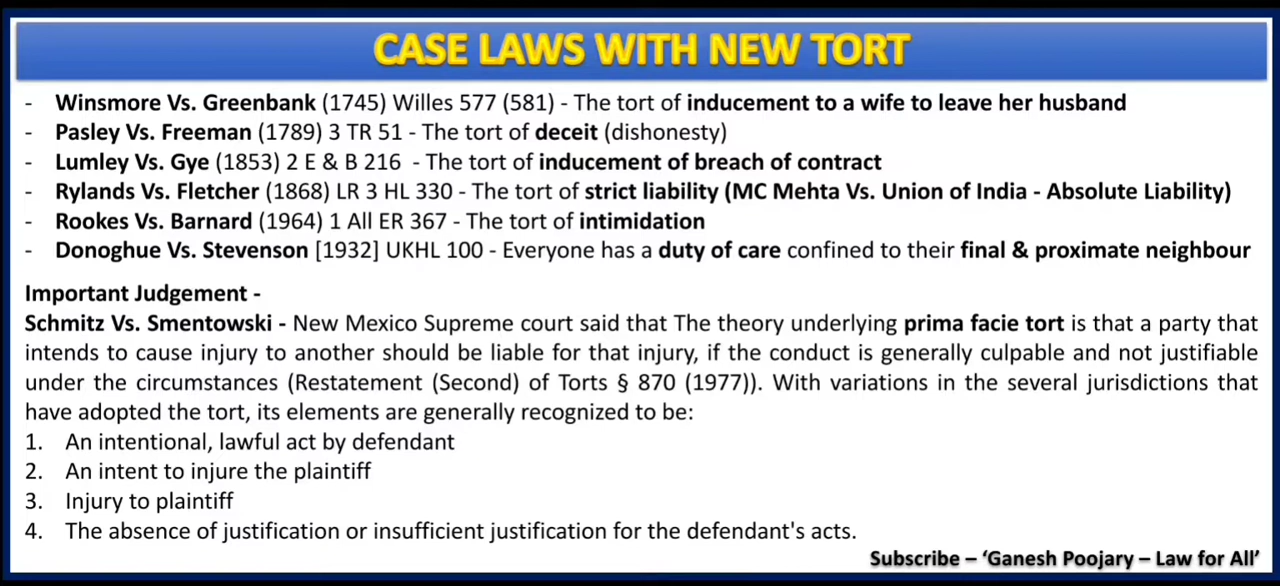 CASE LAWS WITH NEW TORT
- Winsmore Vs. Greenbank (1745) Willes 577 (581) - The tort of inducement to a wife to leave her husband
- Pasley Vs. Freeman (1789) 3 TR 51 - The tort of deceit (dishonesty)
- Lumley Vs. Gye (1853) 2 E & B 216 - The tort of inducement of breach of contract
- Rylands Vs. Fletcher (1868) LR 3 HL 330 - The tort of strict liability (MC Mehta Vs. Union of India - Absolute Liability)
- Rookes Vs. Barnard (1964) 1 All ER 367 - The tort of intimidation
- Donoghue Vs. Stevenson [1932] UKHL 100 - Everyone has a duty of care confined to their final & proximate neighbour
Important Judgement -
Schmitz Vs. Smentowski - New Mexico Supreme court said that The theory underlying prima facie tort is that a party that
intends to cause injury to another should be liable for that injury, if the conduct is generally culpable and not justifiable
under the circumstances (Restatement (Second) of Torts § 870 (1977)). With variations in the several jurisdictions that
have adopted the tort, its elements are generally recognized to be:
1. An intentional, lawful act by defendant
2. An intent to injure the plaintiff
3. Injury to plaintiff
4. The absence of justification or insufficient justification for the defendant's acts.
Subscribe – ‘Ganesh Poojary – Law for All’